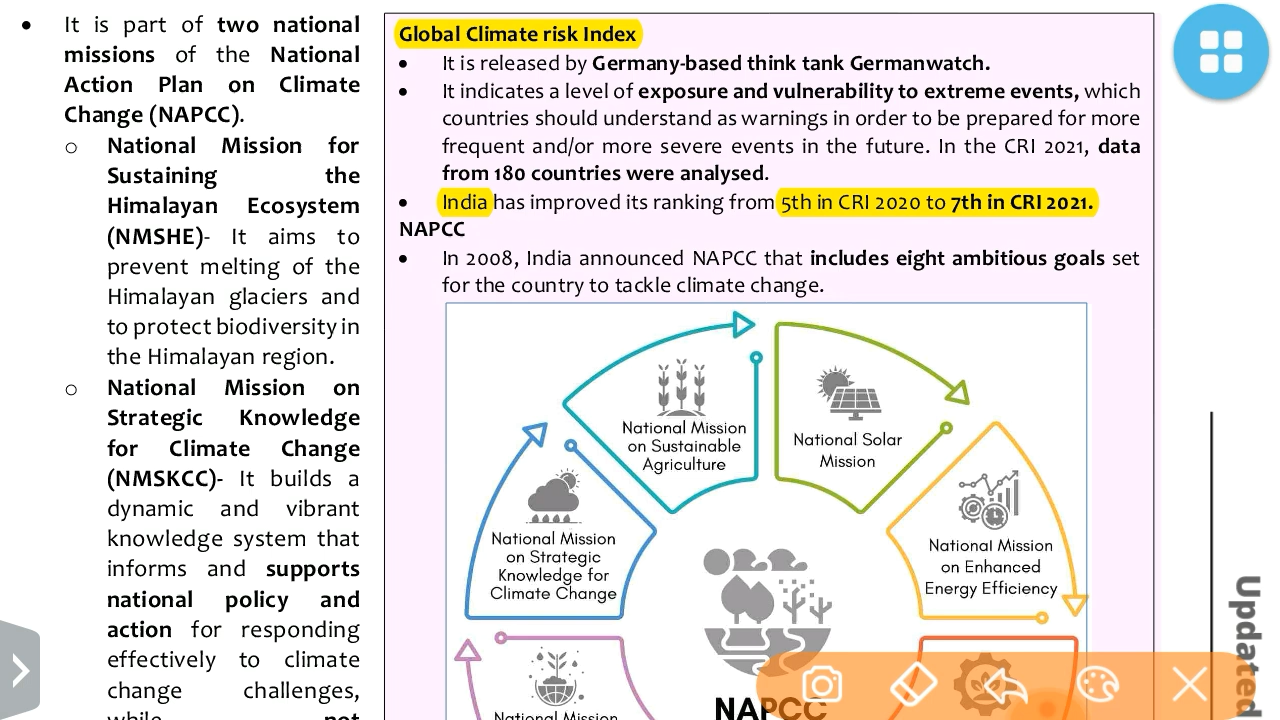 • It is part of two national
missions of the National
Action Plan on Climate
Change (NAPCC).
o National Mission for
Sustaining the
Himalayan Ecosystem
(NMSHE)- It aims to
prevent melting of the
Himalayan glaciers and
to protect biodiversity in
the Himalayan region.
o National Mission on
Strategic Knowledge
for Climate Change
(NMSKCC)- It builds a
dynamic and vibrant
knowledge system that
informs and supports
national policy and
action for responding
effectively to climate
change challenges,
while not
Global Climate risk Index
• It is released by Germany-based think tank Germanwatch.
• It indicates a level of exposure and vulnerability to extreme events, which
countries should understand as warnings in order to be prepared for more
frequent and/or more severe events in the future. In the CRI 2021, data
from 180 countries were analysed.
• India has improved its ranking from 5th in CRI 2020 to 7th in CRI 2021.
NAPCC
• In 2008, India announced NAPCC that includes eight ambitious goals set
for the country to tackle climate change.
National Mission
on Sustainable
Agriculture
National Solar
Mission
National Mission
on Strategic
Knowledge for
Climate Change
National Mission
on Enhanced
Energy Efficiency
National Mission
NAPCC
Updated